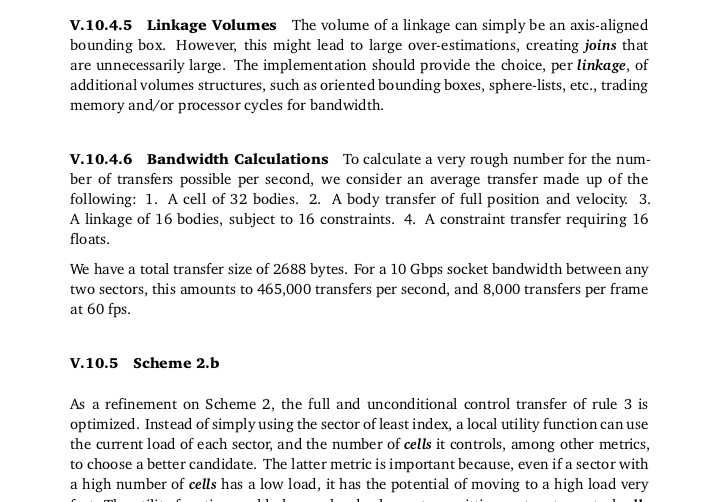 V.10.4.5 Linkage Volumes The volume of a linkage can simply be an axis-aligned
bounding box. However, this might lead to large over-estimations, creating joins that
are unnecessarily large. The implementation should provide the choice, per linkage, of
additional volumes structures, such as oriented bounding boxes, sphere-lists, etc., trading
memory and/or processor cycles for bandwidth.
V.10.4.6 Bandwidth Calculations To calculate a very rough number for the num-
ber of transfers possible per second, we consider an average transfer made up of the
following: 1. A cell of 32 bodies. 2. A body transfer of full position and velocity. 3.
A linkage of 16 bodies, subject to 16 constraints. 4. A constraint transfer requiring 16
floats.
We have a total transfer size of 2688 bytes. For a 10 Gbps socket bandwidth between any
two sectors, this amounts to 465,000 transfers per second, and 8,000 transfers per frame
at 60 fps.
V.10.5 Scheme 2.b
As a refinement on Scheme 2, the full and unconditional control transfer of rule 3 is
optimized. Instead of simply using the sector of least index, a local utility function can use
the current load of each sector, and the number of cells it controls, among other metrics,
to choose a better candidate. The latter metric is important because, even if a sector with
a high number of cells has a low load, it has the potential of moving to a high load very